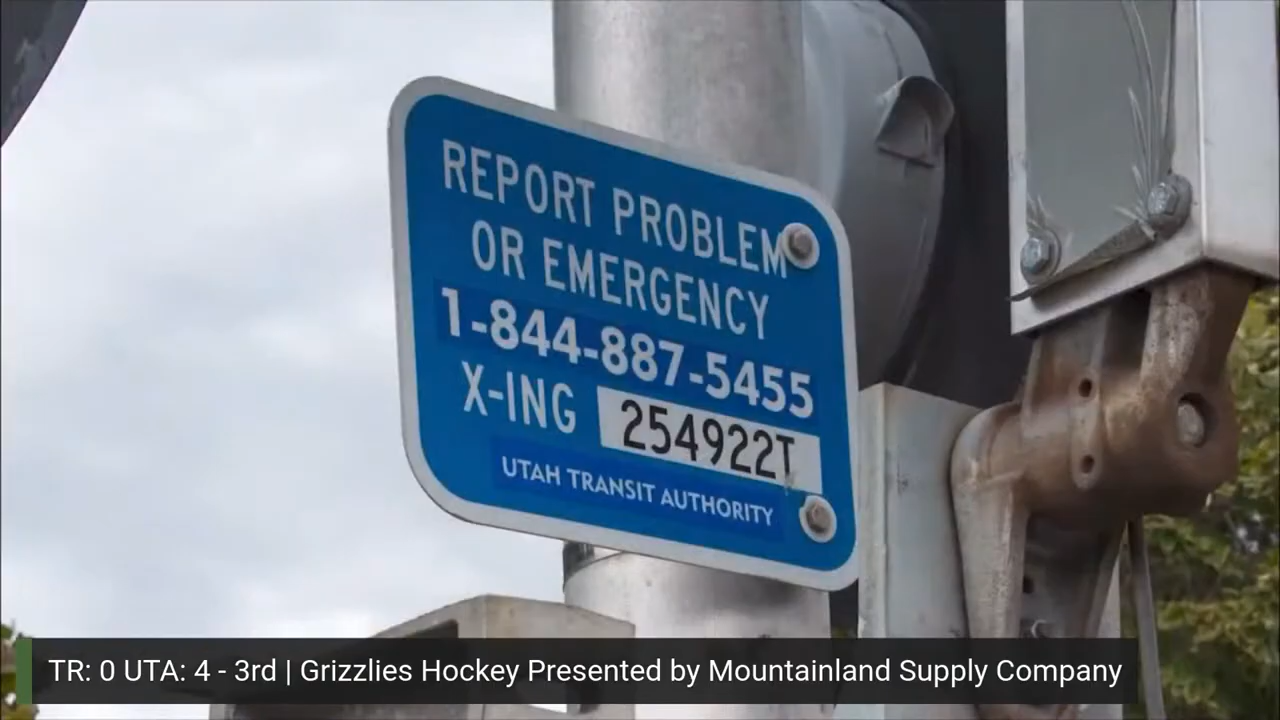 REPORT PROBLEM
OR EMERGENCY
1-844-887-5455
X-ING 254922T
UTAH TRANSIT AUTHORITY
TR: 0 UTA: 4 - 3rd | Grizzlies Hockey Presented by Mountainland Supply Company